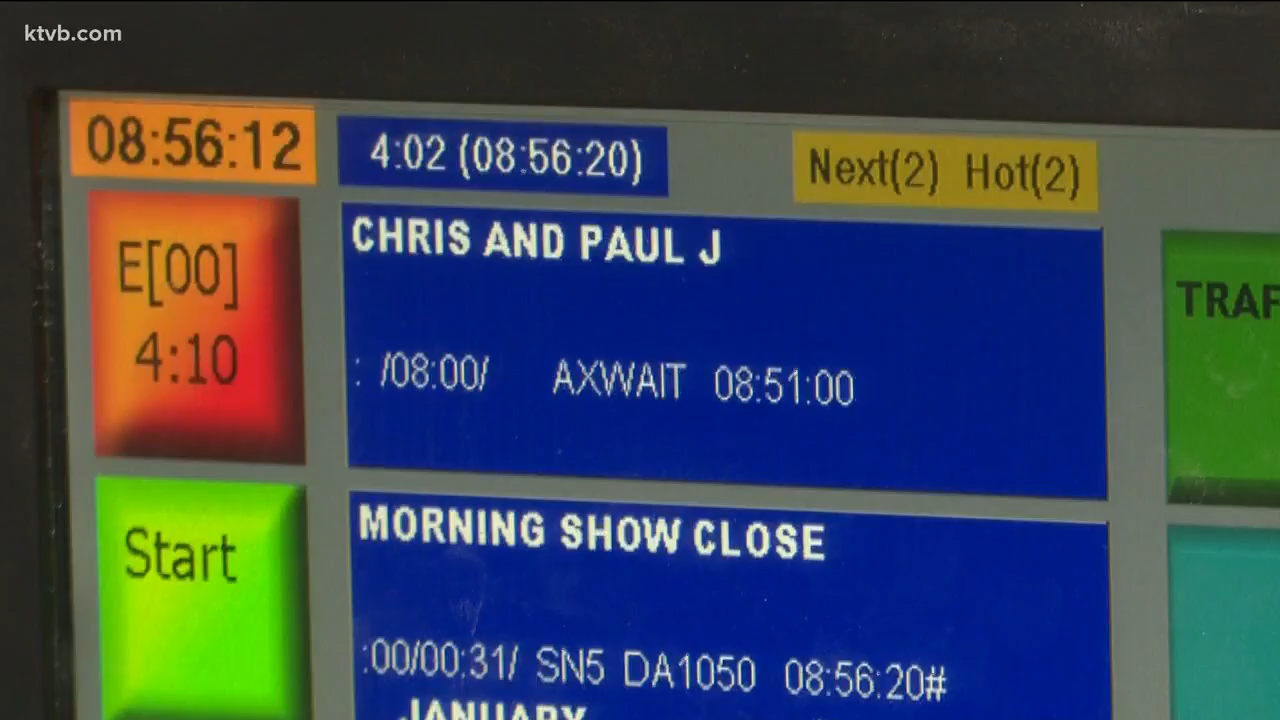 ktvb.com
08:56:12
4:02 (08:56:20)
Next(2) Hot(2)
E[00]
4:10
CHRIS AND PAUL J
: /08:00/ AXWAIT 08:51:00
TRAF
Start
MORNING SHOW CLOSE
:00/00:31/ SN5 DA1050 08:56:20#
JANUARY